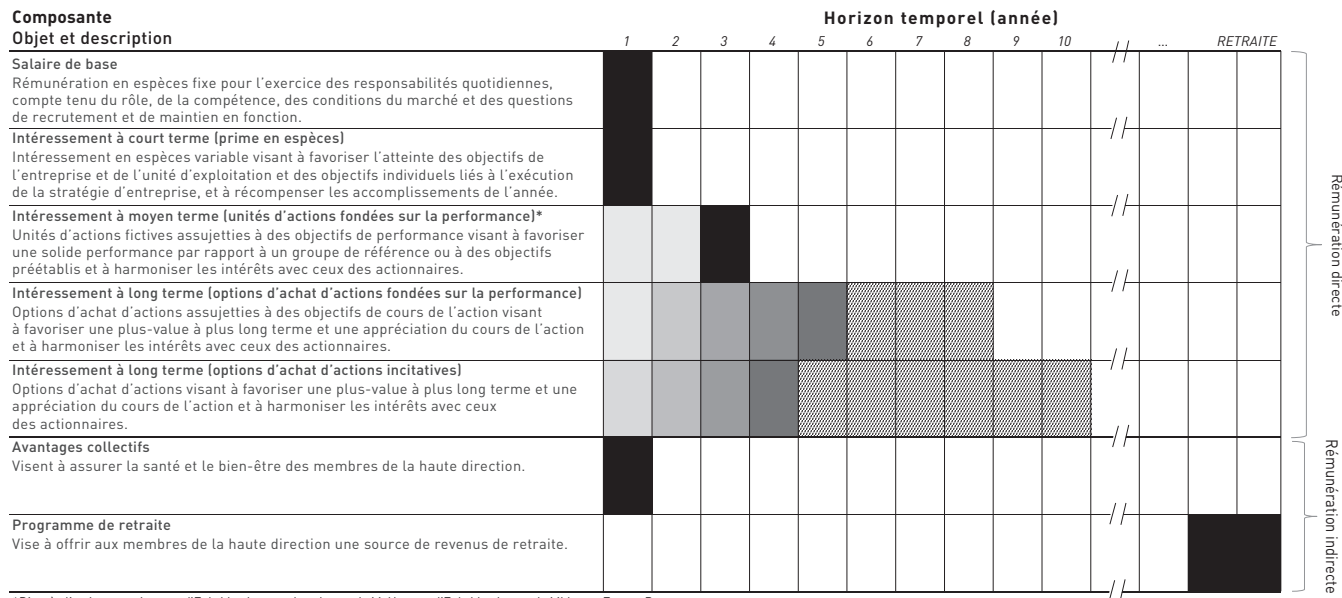 Composante
Horizon temporel (année)
Objet et description
1 2 3 4 5 6 7 8 9 10 ... RETRAITE
Salaire de base
Rémunération en espèces fixe pour l'exercice des responsabilités quotidiennes,
compte tenu du rôle, de la compétence, des conditions du marché et des questions
de recrutement et de maintien en fonction.
Intéressement à court terme (prime en espèces)
Intéressement en espèces variable visant à favoriser l'atteinte des objectifs de
l'entreprise et de l'unité d'exploitation et des objectifs individuels liés à l'exécution
de la stratégie d'entreprise, et à récompenser les accomplissements de l'année.
Intéressement à moyen terme (unités d'actions fondées sur la performance)*
Unités d'actions fictives assujetties à des objectifs de performance visant à favoriser
une solide performance par rapport à un groupe de référence ou à des objectifs
préétablis et à harmoniser les intérêts avec ceux des actionnaires.
Intéressement à long terme (options d'achat d'actions fondées sur la performance)
Options d'achat d'actions assujetties à des objectifs de cours de l'action visant
à favoriser une plus-value à plus long terme et une appréciation du cours de l'action
et à harmoniser les intérêts avec ceux des actionnaires.
Intéressement à long terme (options d'achat d'actions incitatives)
Options d'achat d'actions visant à favoriser une plus-value à plus long terme et une
appréciation du cours de l'action et à harmoniser les intérêts avec ceux
des actionnaires.
Rémunération directe
Avantages collectifs
Visent à assurer la santé et le bien-être des membres de la haute direction.
Programme de retraite
Vise à offrir aux membres de la haute direction une source de revenus de retraite.
Rémunération indirecte